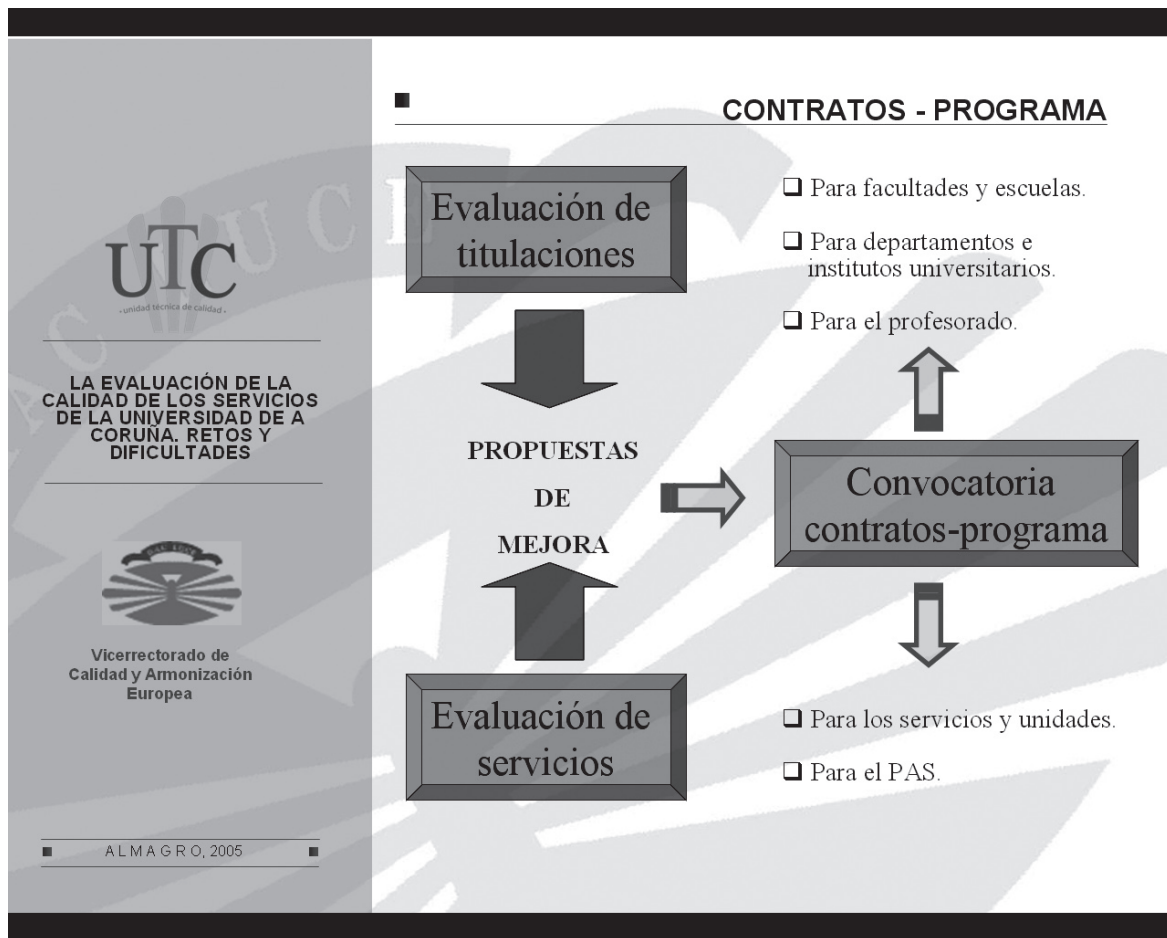 CONTRATOS - PROGRAMA
UTC
·unidad técnica de calidad·
LA EVALUACIÓN DE LA
CALIDAD DE LOS SERVICIOS
DE LA UNIVERSIDAD DE A
CORUÑA. RETOS Y
DIFICULTADES
HAC LUCE
Vicerrectorado de
Calidad y Armonización
Europea
A L M A G R O, 2005
Evaluación de
titulaciones
PROPUESTAS
DE
MEJORA
Evaluación de
servicios
Convocatoria
contratos-programa
❑ Para facultades y escuelas.
❑ Para departamentos e
institutos universitarios.
❑ Para el profesorado.
❑ Para los servicios y unidades.
❑ Para el PAS.